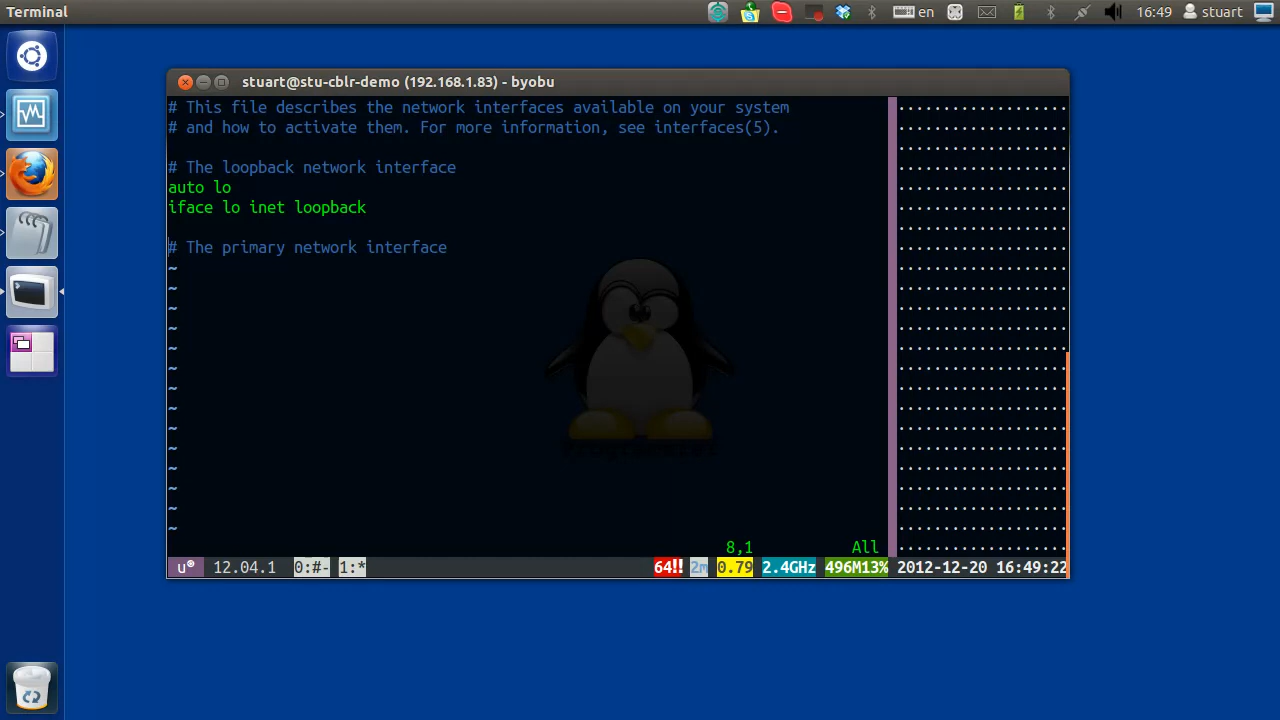 Terminal
en
16:49
stuart
stuart@stu-cblr-demo (192.168.1.83) - byobu
# This file describes the network interfaces available on your system
# and how to activate them. For more information, see interfaces(5).
# The loopback network interface
auto lo
iface lo inet loopback
# The primary network interface
~
~
~
~
~
~
~
~
~
~
~
~
~
~
8,1 All
u 12.04.1 0:#- 1:* 64!! 2m 0.79 2.4GHz 496M13% 2012-12-20 16:49:22